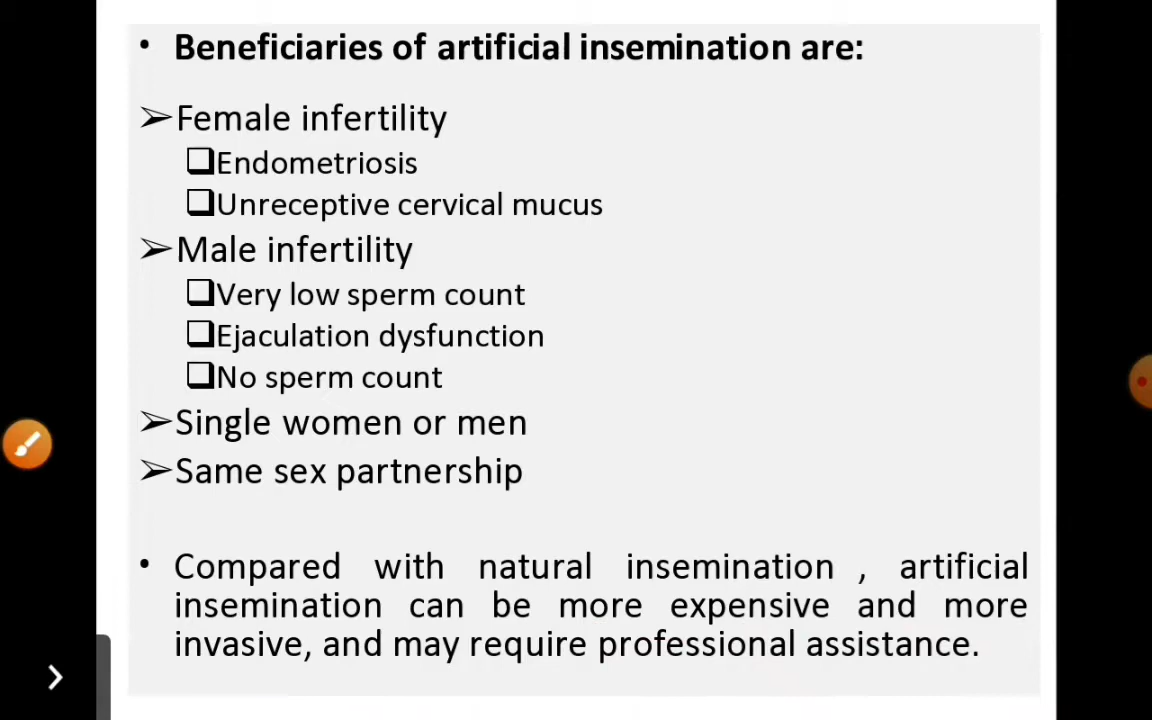 • Beneficiaries of artificial insemination are:
➢Female infertility
❑Endometriosis
❑Unreceptive cervical mucus
➢Male infertility
❑Very low sperm count
❑Ejaculation dysfunction
❑No sperm count
➢Single women or men
➢Same sex partnership
• Compared with natural insemination , artificial
insemination can be more expensive and more
invasive, and may require professional assistance.